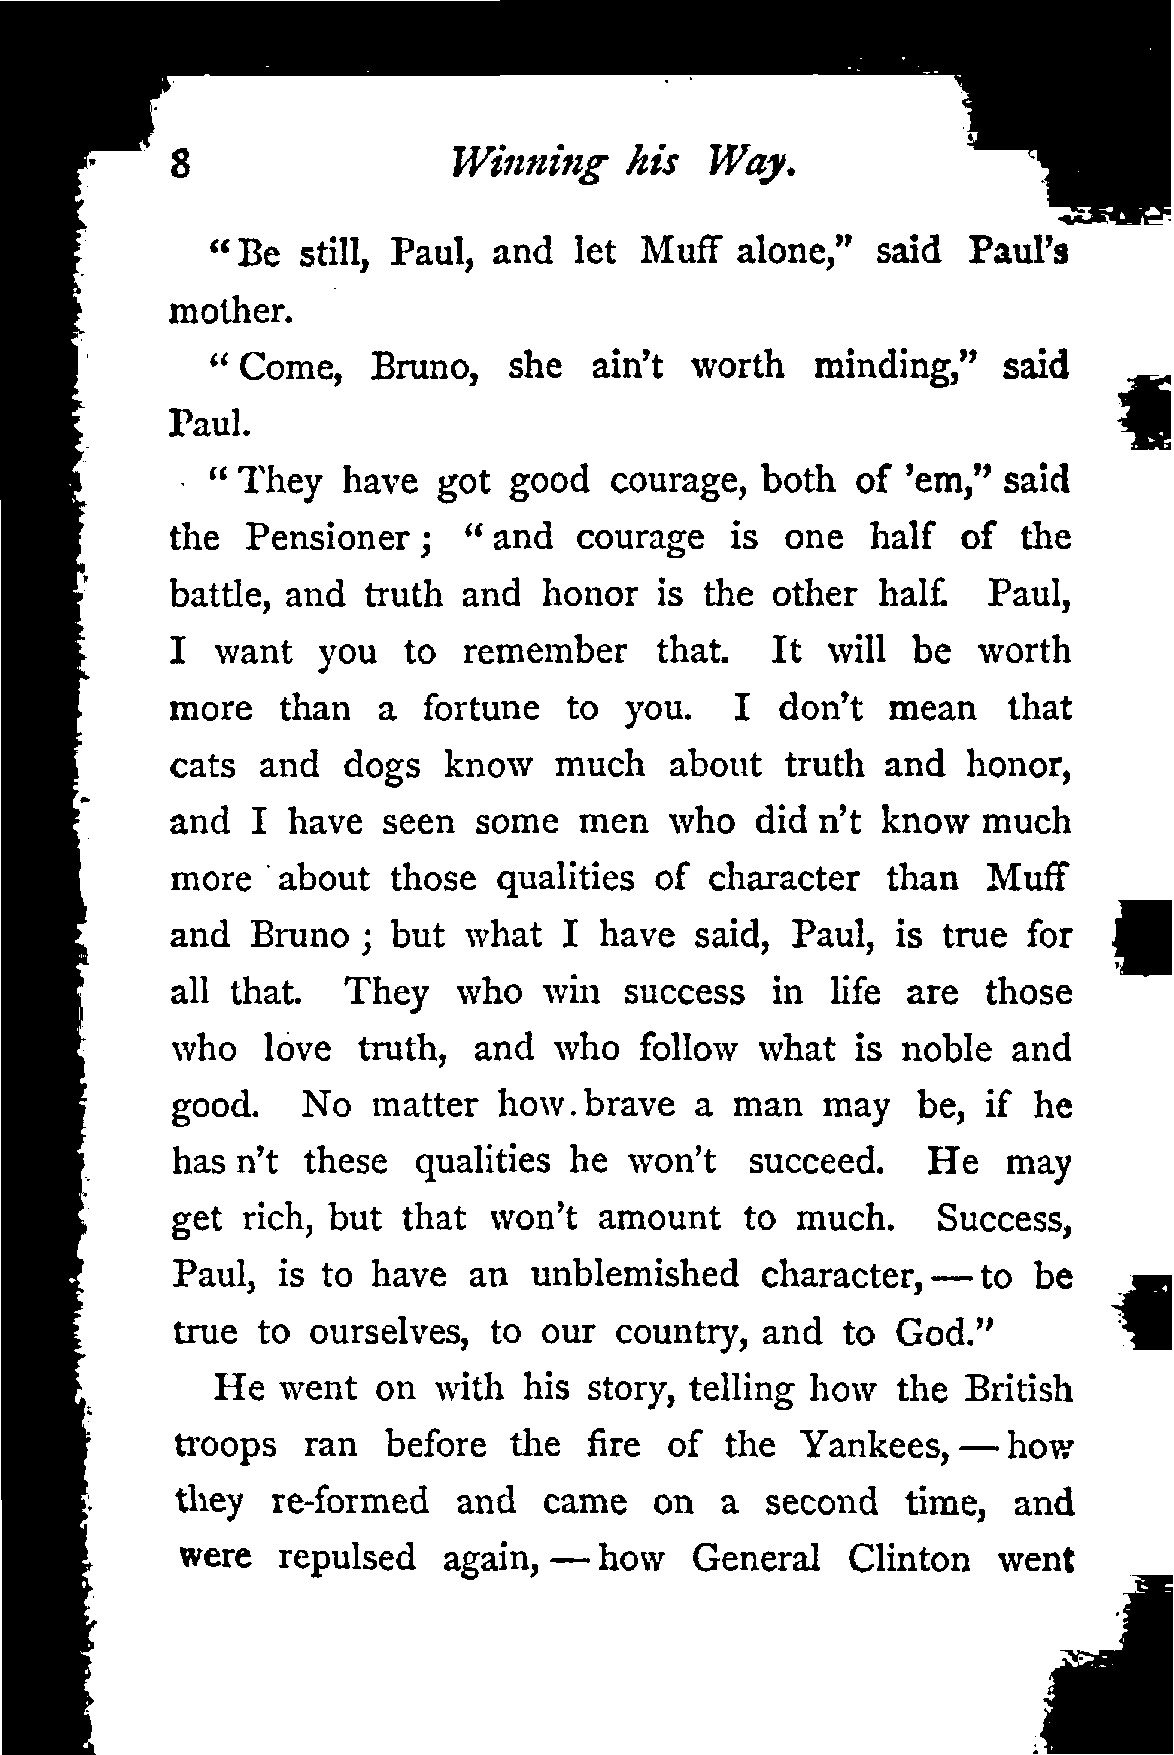 8 Winning his Way.
“Be still, Paul, and let Muff alone,” said Paul’s
mother.
“Come, Bruno, she ain’t worth minding,” said
Paul.
“They have got good courage, both of ’em,” said
the Pensioner; “and courage is one half of the
battle, and truth and honor is the other half. Paul,
I want you to remember that. It will be worth
more than a fortune to you. I don’t mean that
cats and dogs know much about truth and honor,
and I have seen some men who did n’t know much
more about those qualities of character than Muff
and Bruno; but what I have said, Paul, is true for
all that. They who win success in life are those
who love truth, and who follow what is noble and
good. No matter how brave a man may be, if he
has n’t these qualities he won’t succeed. He may
get rich, but that won’t amount to much. Success,
Paul, is to have an unblemished character,—to be
true to ourselves, to our country, and to God.”
He went on with his story, telling how the British
troops ran before the fire of the Yankees,—how
they re-formed and came on a second time, and
were repulsed again,—how General Clinton went